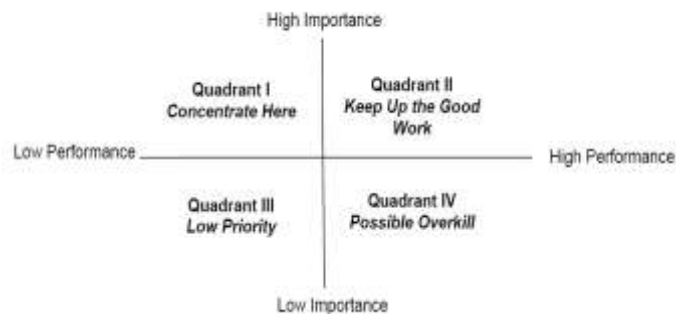 High Importance
Quadrant I
Concentrate Here
Quadrant II
Keep Up the Good
Work
Low Performance
High Performance
Quadrant III
Low Priority
Quadrant IV
Possible Overkill
Low Importance